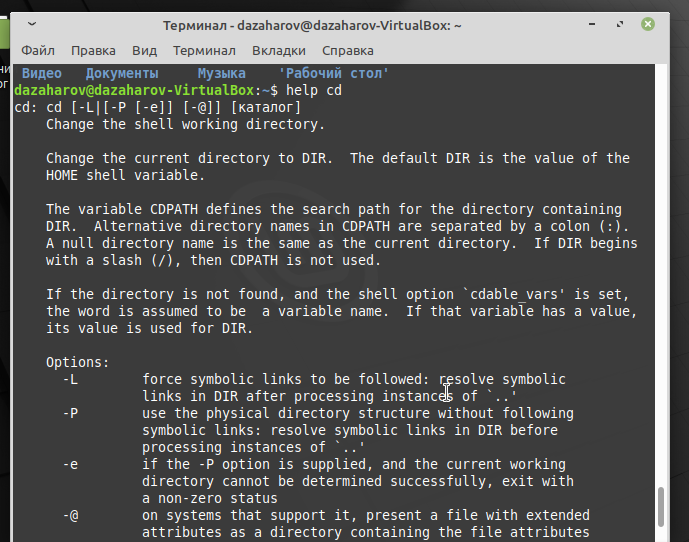 Терминал - dazaharov@dazaharov-VirtualBox: ~
Файл Правка Вид Терминал Вкладки Справка
Видео Документы Музыка 'Рабочий стол'
dazaharov@dazaharov-VirtualBox:~$ help cd
cd: cd [-L|[-P [-e]] [-@]] [каталог]
Change the shell working directory.
Change the current directory to DIR.  The default DIR is the value of the
HOME shell variable.
The variable CDPATH defines the search path for the directory containing
DIR.  Alternative directory names in CDPATH are separated by a colon (:).
A null directory name is the same as the current directory.  If DIR begins
with a slash (/), then CDPATH is not used.
If the directory is not found, and the shell option `cdable_vars' is set,
the word is assumed to be  a variable name.  If that variable has a value,
its value is used for DIR.
Options:
-L force symbolic links to be followed: resolve symbolic
links in DIR after processing instances of `..'
-P use the physical directory structure without following
symbolic links: resolve symbolic links in DIR before
processing instances of `..'
-e if the -P option is supplied, and the current working
directory cannot be determined successfully, exit with
a non-zero status
-@ on systems that support it, present a file with extended
attributes as a directory containing the file attributes